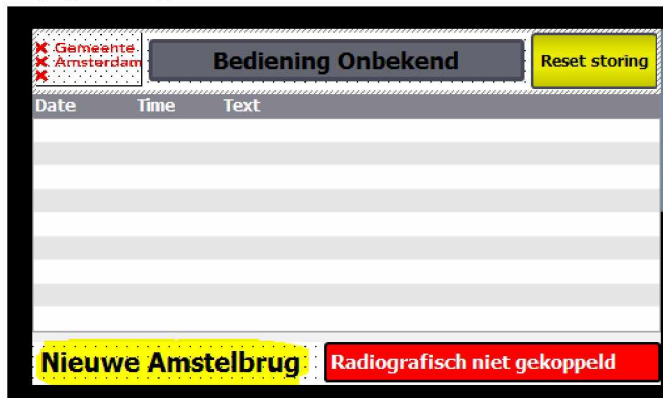 Gemeente
Amsterdam
Bediening Onbekend
Reset storing
Date Time Text
Nieuwe Amstelbrug
Radiografisch niet gekoppeld